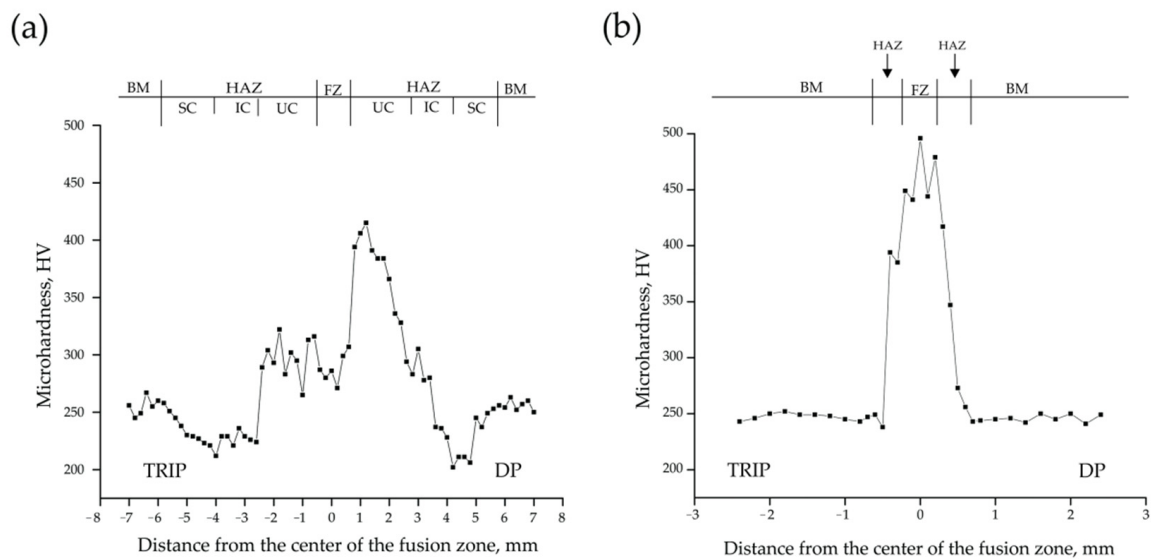 (a)
BM HAZ FZ HAZ BM
SC IC UC UC IC SC
500
450
400
350
300
250
200
Microhardness, HV
TRIP DP
−8 −7 −6 −5 −4 −3 −2 −1 0 1 2 3 4 5 6 7 8
Distance from the center of the fusion zone, mm
(b)
HAZ HAZ
BM FZ BM
500
450
400
350
300
250
200
Microhardness, HV
TRIP DP
−3 −2 −1 0 1 2 3
Distance from the center of the fusion zone, mm